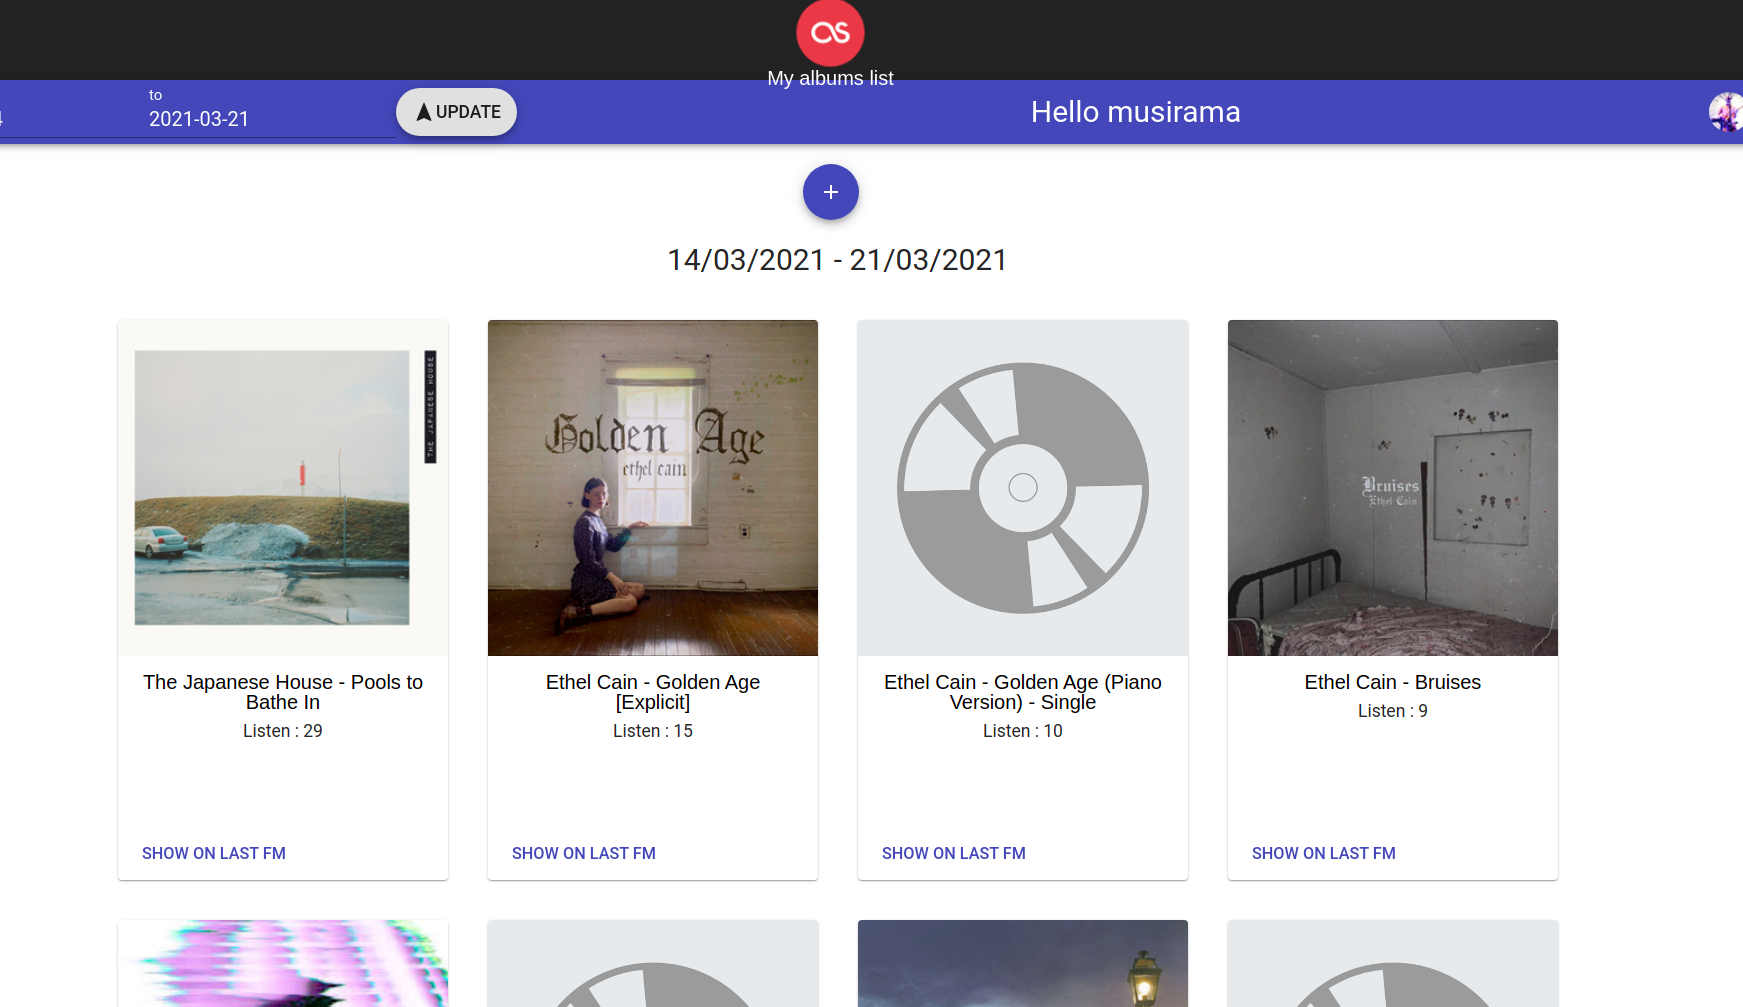 My albums list
to
2021-03-21
UPDATE
Hello musirama
+
14/03/2021 - 21/03/2021
THE JAPANESE HOUSE
Golden Age
ethel cain
Bruises
Ethel Cain
The Japanese House - Pools to
Bathe In
Listen : 29
SHOW ON LAST FM
Ethel Cain - Golden Age
[Explicit]
Listen : 15
SHOW ON LAST FM
Ethel Cain - Golden Age (Piano
Version) - Single
Listen : 10
SHOW ON LAST FM
Ethel Cain - Bruises
Listen : 9
SHOW ON LAST FM